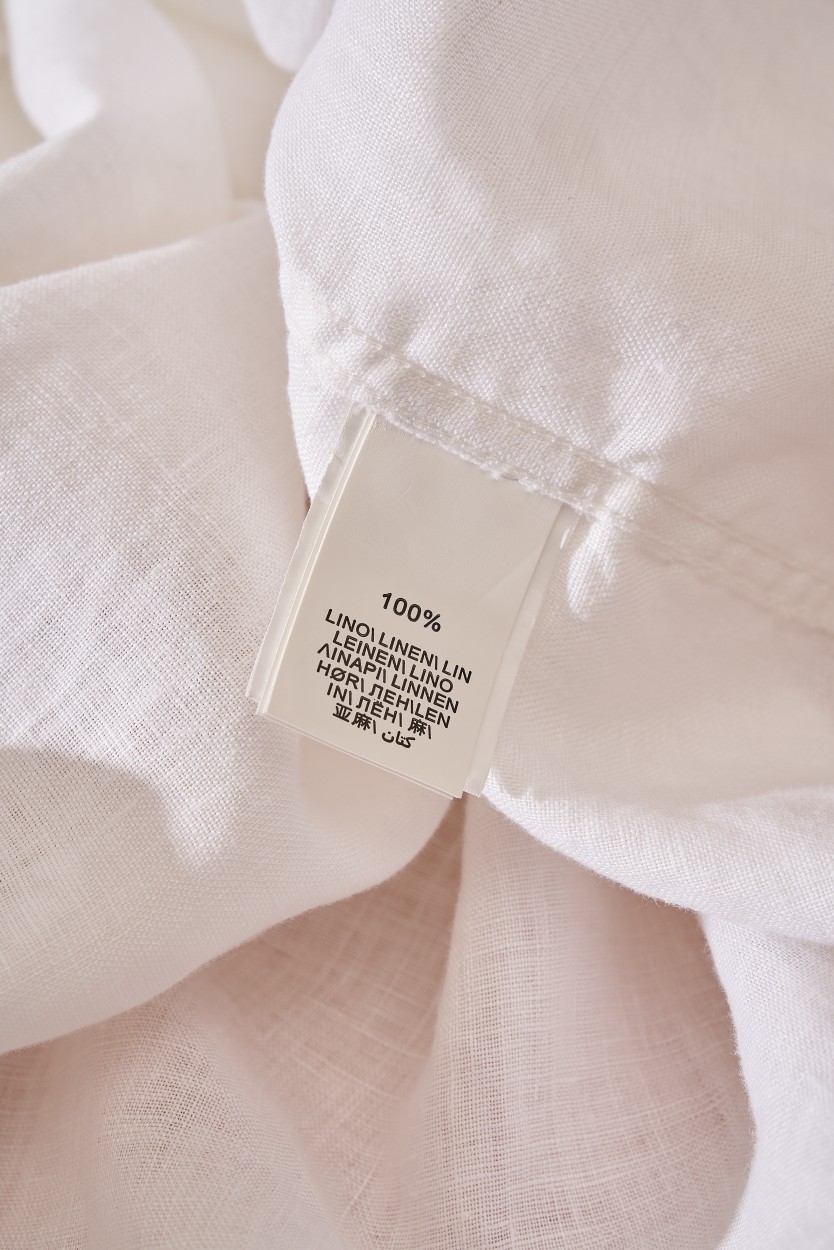 100%
LINO\ LINEN\ LIN
LEINEN\ LINO
ΛΙΝΑΡΙ\ LINNEN
HØR\ ЛЕН\LEN
IN\ ЛЁН\ 麻\
亚麻\ كتان